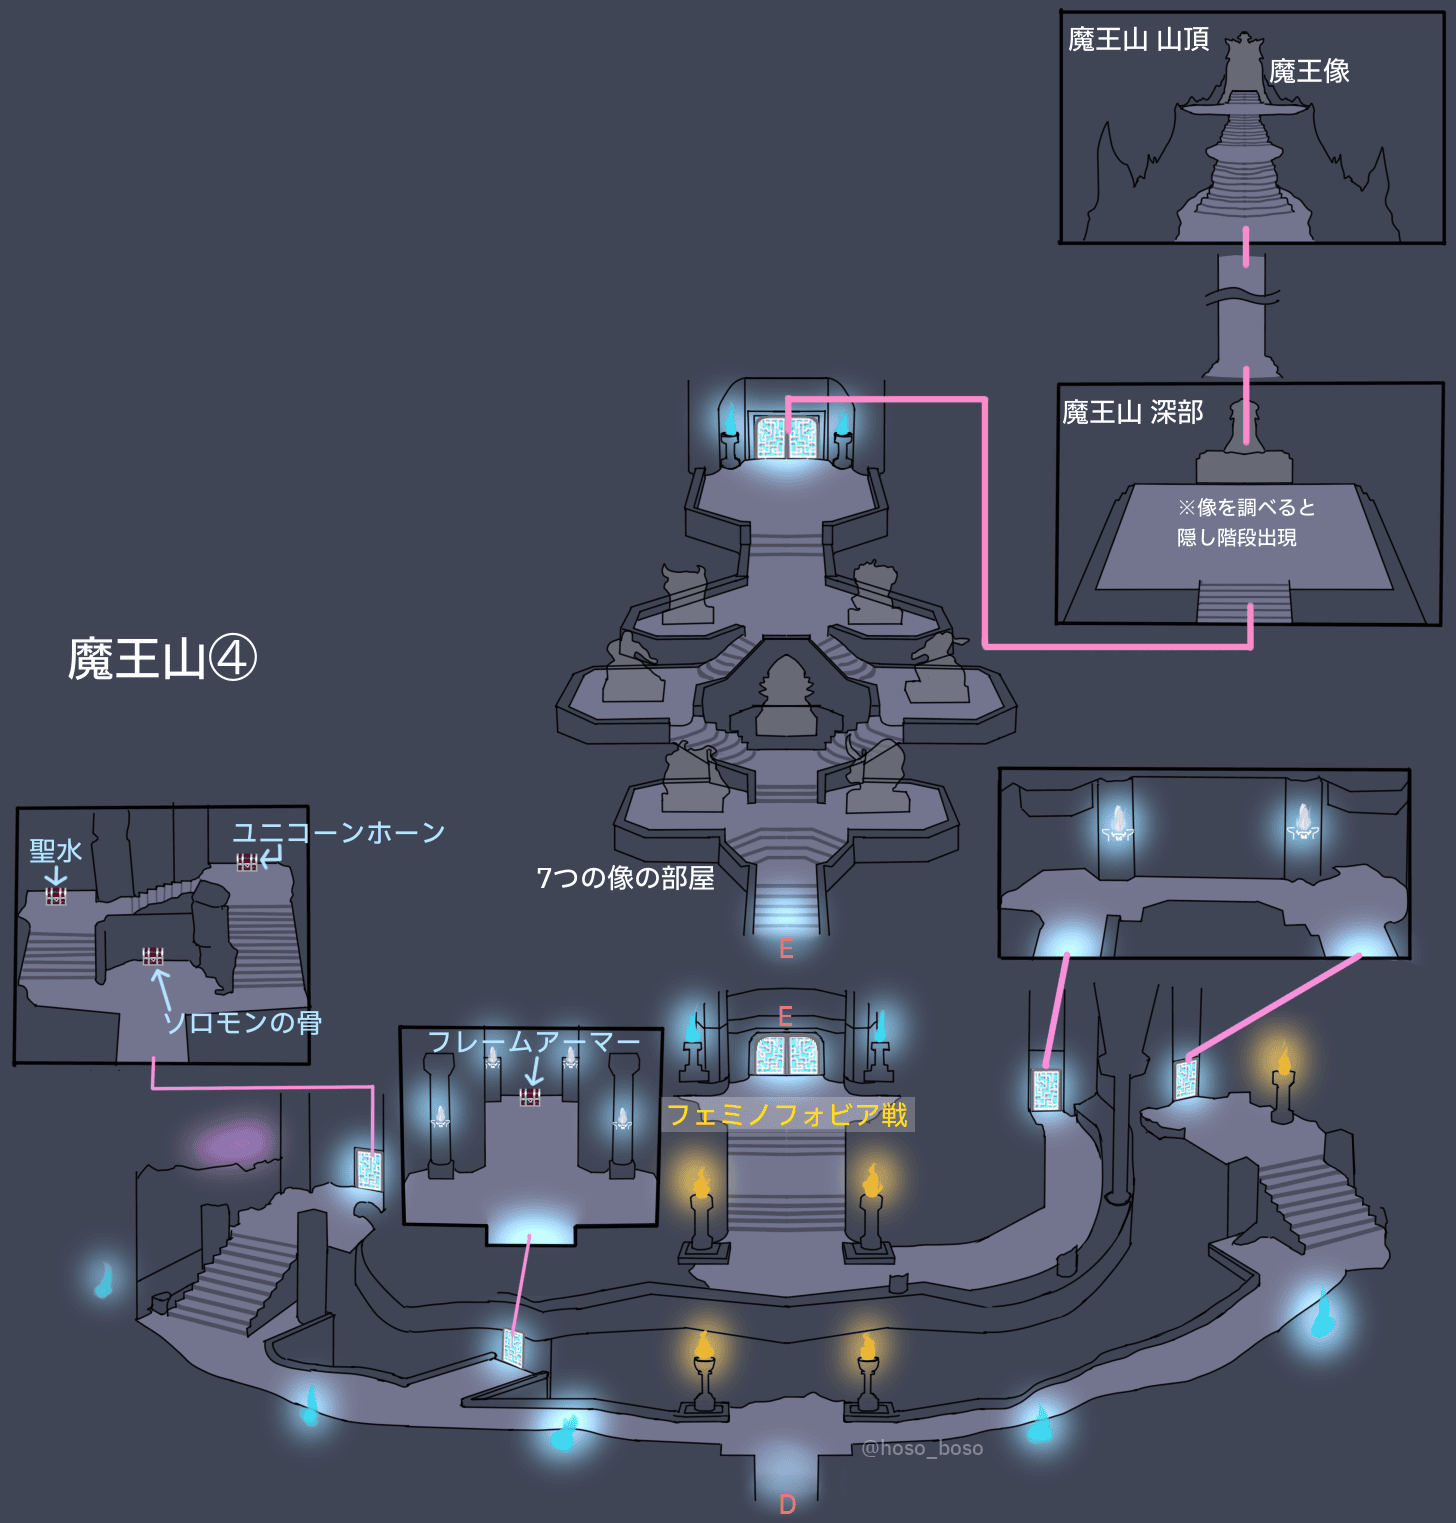 魔王山 山頂
魔王像
魔王山 深部
※像を調べると
隠し階段出現
魔王山④
聖水
ユニコーンホーン
ソロモンの骨
7つの像の部屋
E
E
フレームアーマー
フェミノフォビア戦
@hoso_boso
D